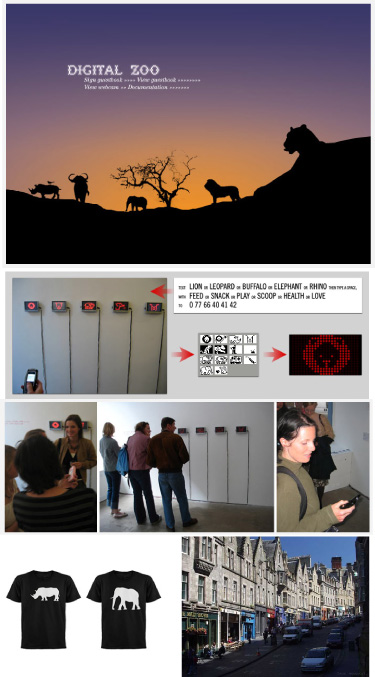 DIGITAL ZOO
Sign guestbook »»»» View guestbook »»»»»»»»
View webcam »» Documentation »»»»»»»
TEXT LION OR LEOPARD OR BUFFALO OR ELEPHANT OR RHINO THEN TYPE A SPACE,
WITH FEED OR SNACK OR PLAY OR SCOOP OR HEALTH OR LOVE
TO 0 77 66 40 41 42